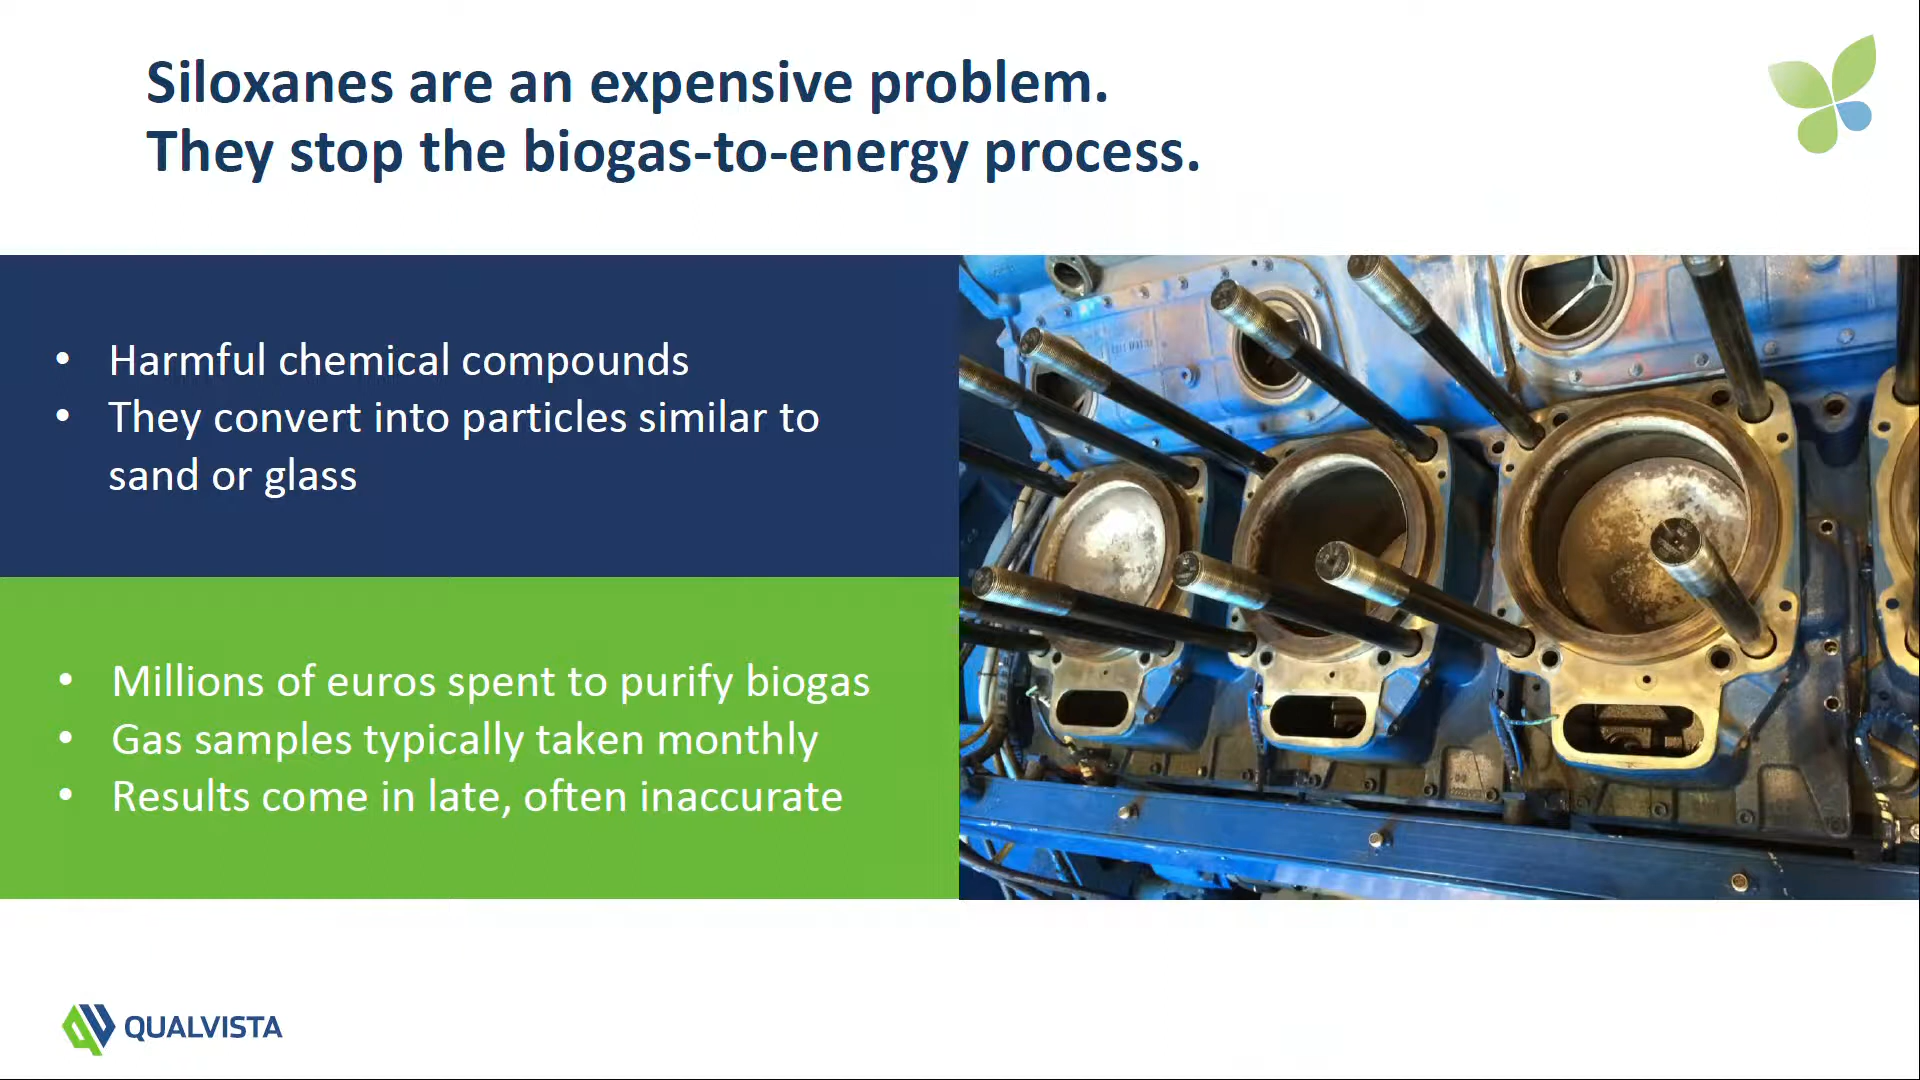 Siloxanes are an expensive problem.
They stop the biogas-to-energy process.
• Harmful chemical compounds
• They convert into particles similar to
sand or glass
• Millions of euros spent to purify biogas
• Gas samples typically taken monthly
• Results come in late, often inaccurate
QUALVISTA